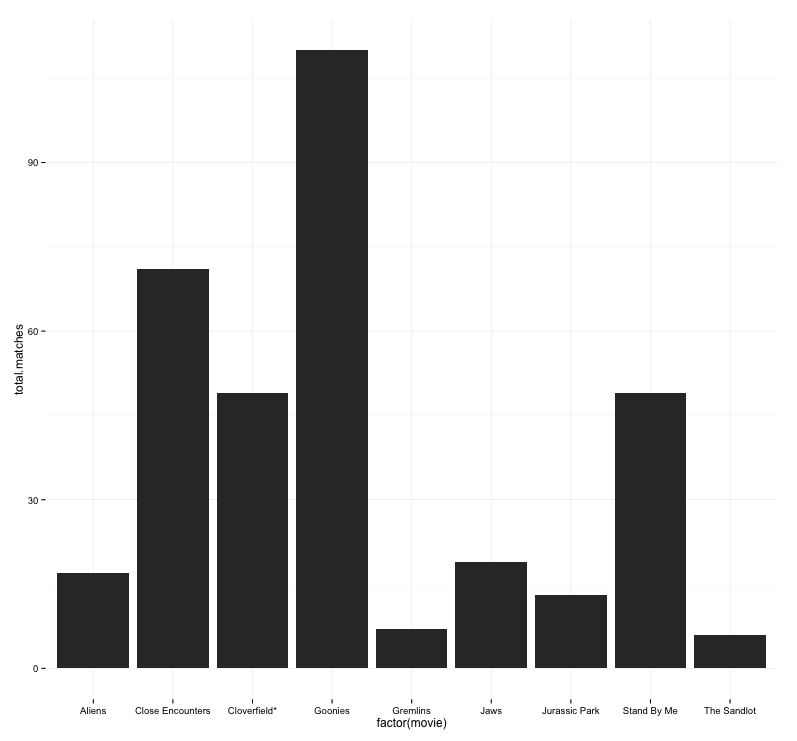 total.matches
90
60
30
0
Aliens Close Encounters Cloverfield* Goonies Gremlins Jaws Jurassic Park Stand By Me The Sandlot
factor(movie)